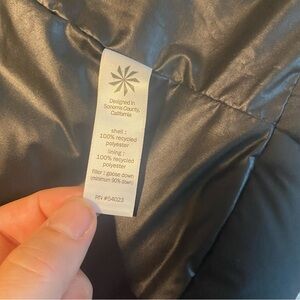 Designed in
Sonoma County,
California
shell :
100% recycled
polyester
lining :
100% recycled
polyester
filler : goose down
(minimum 90% down)
RN #54023